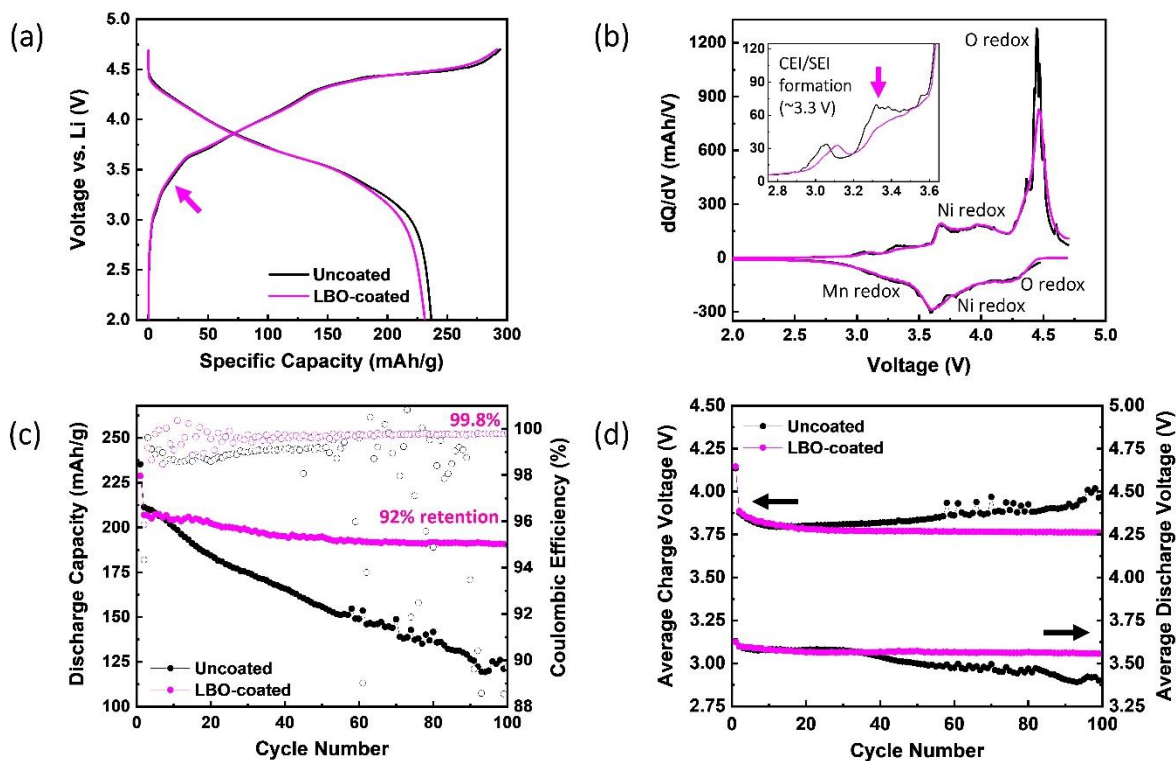 (a)
5.0
4.5
4.0
3.5
3.0
2.5
2.0
Voltage vs. Li (V)
Uncoated
LBO-coated
0 50 100 150 200 250 300
Specific Capacity (mAh/g)
(b)
1200
900
600
300
0
-300
dQ/dV (mAh/V)
O redox
120
90
60
30
0
CEI/SEI
formation
(~3.3 V)
2.8 3.0 3.2 3.4 3.6
Ni redox
Mn redox
Ni redox
O redox
2.0 2.5 3.0 3.5 4.0 4.5 5.0
Voltage (V)
(c)
250
225
200
175
150
125
100
Discharge Capacity (mAh/g)
99.8%
92% retention
Uncoated
LBO-coated
100
98
96
94
92
90
88
Coulombic Efficiency (%)
0 20 40 60 80 100
Cycle Number
(d)
4.50
4.25
4.00
3.75
3.50
3.25
3.00
2.75
Average Charge Voltage (V)
Uncoated
LBO-coated
5.00
4.75
4.50
4.25
4.00
3.75
3.50
3.25
Average Discharge Voltage (V)
0 20 40 60 80 100
Cycle Number